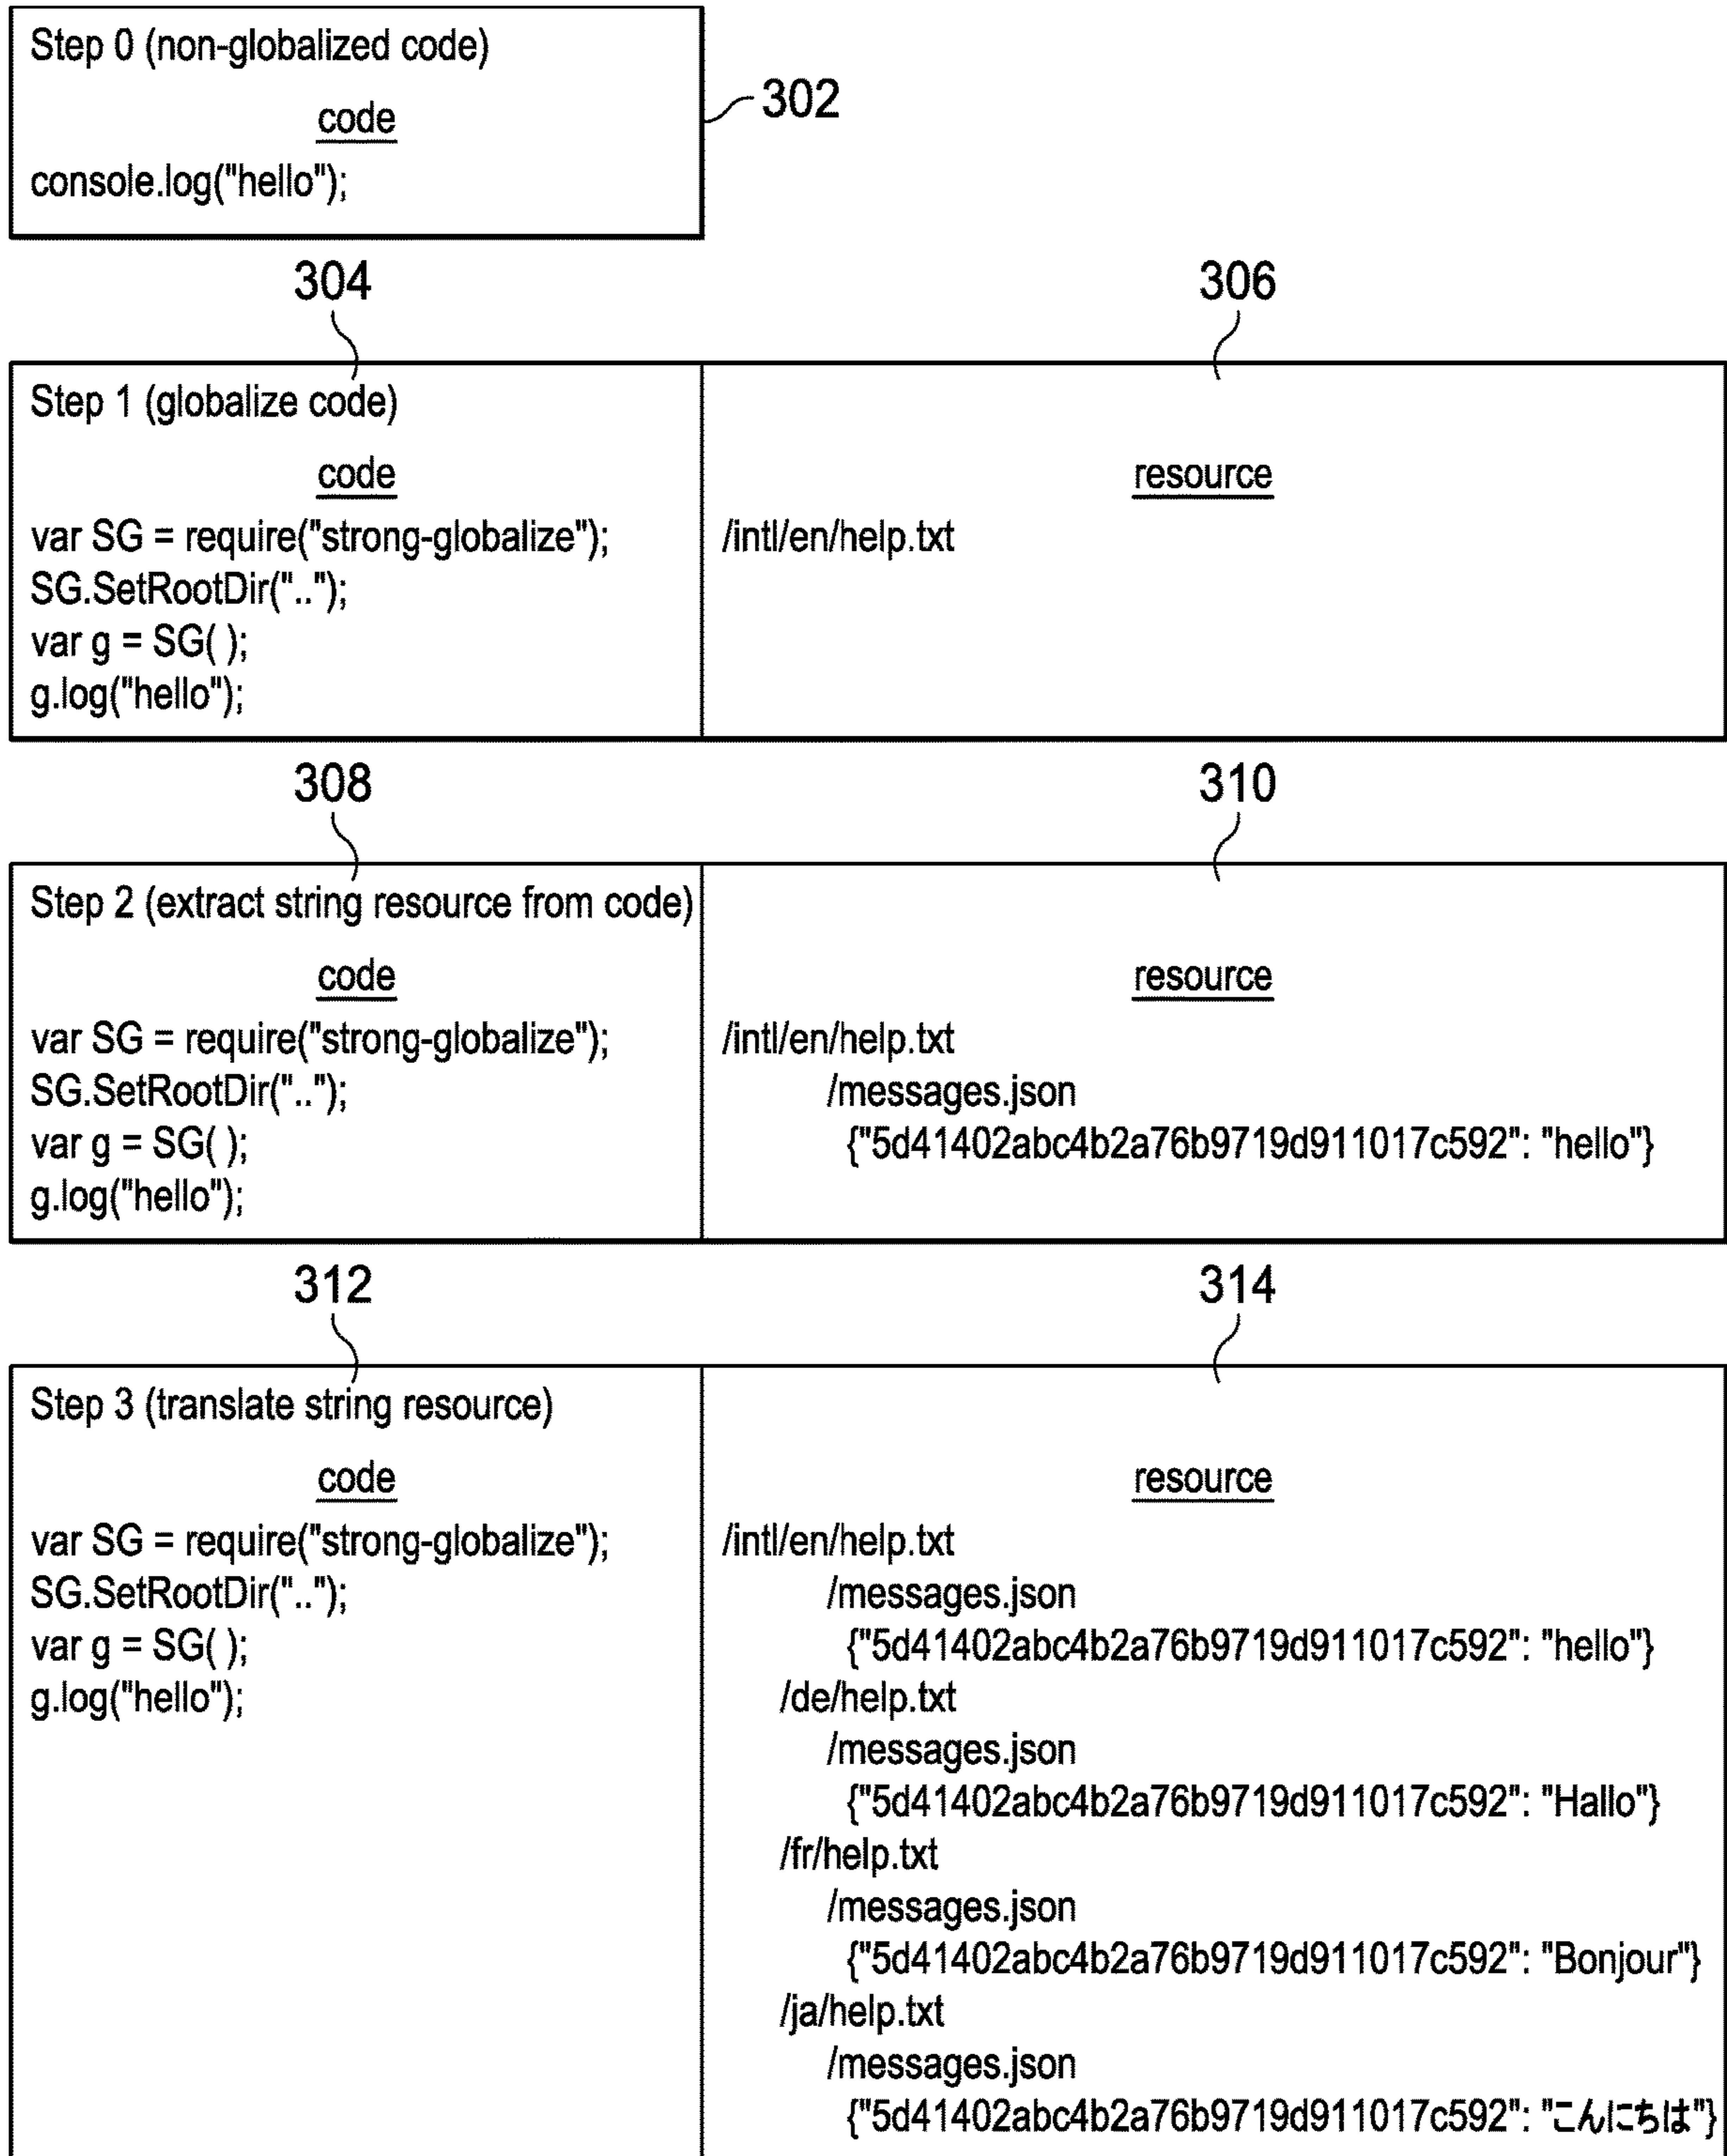 Step 0 (non-globalized code)
code
console.log("hello");
302
304
306
Step 1 (globalize code)
code
var SG = require("strong-globalize");
SG.SetRootDir("..");
var g = SG( );
g.log("hello");
resource
/intl/en/help.txt
308
310
Step 2 (extract string resource from code)
code
var SG = require("strong-globalize");
SG.SetRootDir("..");
var g = SG( );
g.log("hello");
resource
/intl/en/help.txt
/messages.json
{"5d41402abc4b2a76b9719d911017c592": "hello"}
312
314
Step 3 (translate string resource)
code
var SG = require("strong-globalize");
SG.SetRootDir("..");
var g = SG( );
g.log("hello");
resource
/intl/en/help.txt
/messages.json
{"5d41402abc4b2a76b9719d911017c592": "hello"}
/de/help.txt
/messages.json
{"5d41402abc4b2a76b9719d911017c592": "Hallo"}
/fr/help.txt
/messages.json
{"5d41402abc4b2a76b9719d911017c592": "Bonjour"}
/ja/help.txt
/messages.json
{"5d41402abc4b2a76b9719d911017c592": "こんにちは"}